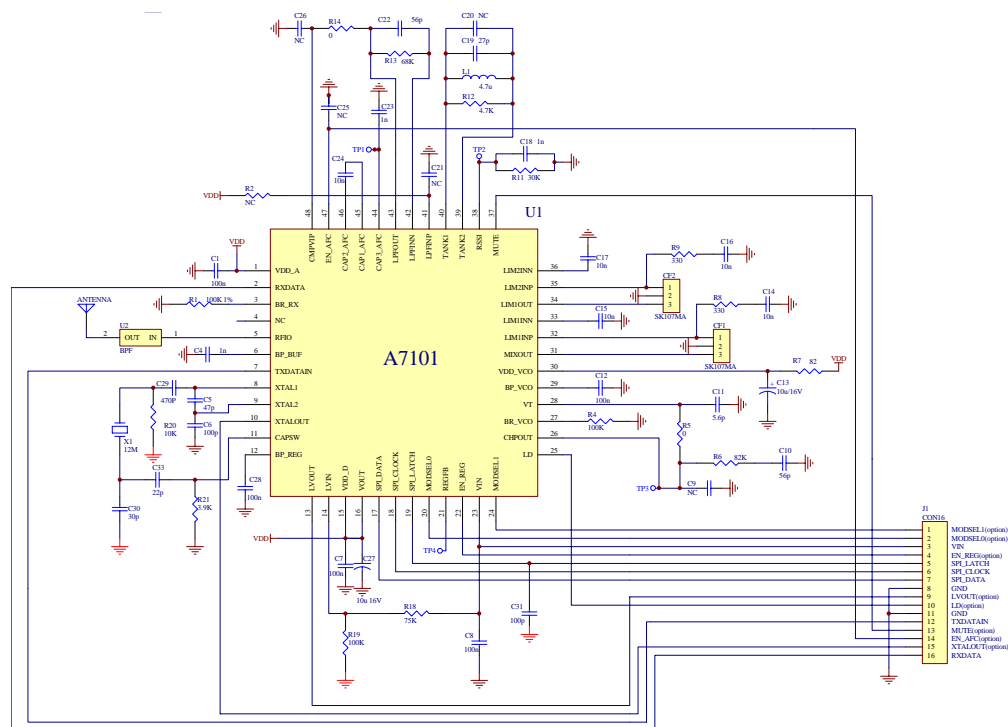 C26
NC
R14
0
C22
56p
R13 68K
C20 NC
C19 27p
L1
4.7u
R12
4.7K
C25
NC
C23
1n
TP1
C24
10n
C21
NC
TP2
C18 1n
R11 30K
VDD
R2
NC
U1
48
47
46
45
44
43
42
41
40
39
38
37
CMPVIP
EN_AFC
CAP2_AFC
CAP1_AFC
CAP3_AFC
LPFOUT
LPFINN
LPFINP
TANK1
TANK2
RSSI
MUTE
VDD
C1
100n
1 VDD_A
2 RXDATA
R1 100K 1%
3 BR_RX
4 NC
ANTENNA
U2
2 OUT IN 1
BPF
5 RFIO
C4 1n
6 BP_BUF
7 TXDATAIN
8 XTAL1
9 XTAL2
10 XTALOUT
11 CAPSW
12 BP_REG
A7101
LIM2INN 36
LIM2INP 35
LIM1OUT 34
LIM1INN 33
LIM1INP 32
MIXOUT 31
VDD_VCO 30
BP_VCO 29
VT 28
BR_VCO 27
CHPOUT 26
LD 25
C17
10n
R9
330
C16
10n
CF2
1
2
3
SK107MA
C15
10n
R8
330
C14
10n
CF1
1
2
3
SK107MA
R7 82
VDD
C13
10u/16V
+
C12
100n
C11
5.6p
R4
100K
R5
0
R6 82K
C10
56p
TP3
C9
NC
C29
470P
C5
47p
C6
100p
R20
10K
X1
12M
C33
22p
R21
3.9K
C30
30p
C28
100n
LVOUT
LVIN
VDD_D
VOUT
SPI_DATA
SPI_CLOCK
SPI_LATCH
MODSEL0
REGFB
EN_REG
VIN
MODSEL1
13
14
15
16
17
18
19
20
21
22
23
24
VDD
TP4
C7
100n
C27
+
10u 16V
R18
75K
R19
100K
C8
100n
C31
100p
J1
CON16
1 MODSEL1(option)
2 MODSEL0(option)
3 VIN
4 EN_REG(option)
5 SPI_LATCH
6 SPI_CLOCK
7 SPI_DATA
8 GND
9 LVOUT(option)
10 LD(option)
11 GND
12 TXDATAIN
13 MUTE(option)
14 EN_AFC(option)
15 XTALOUT(option)
16 RXDATA